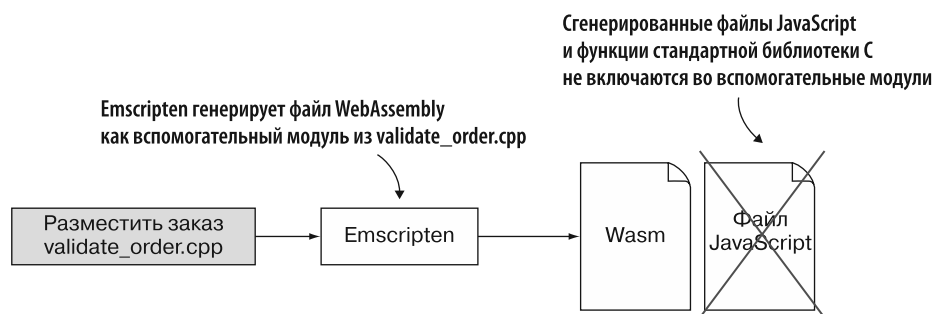 Сгенерированные файлы JavaScript
и функции стандартной библиотеки C
не включаются во вспомогательные модули
Emscripten генерирует файл WebAssembly
как вспомогательный модуль из validate_order.cpp
Разместить заказ
validate_order.cpp
Emscripten
Wasm
Файл
JavaScript